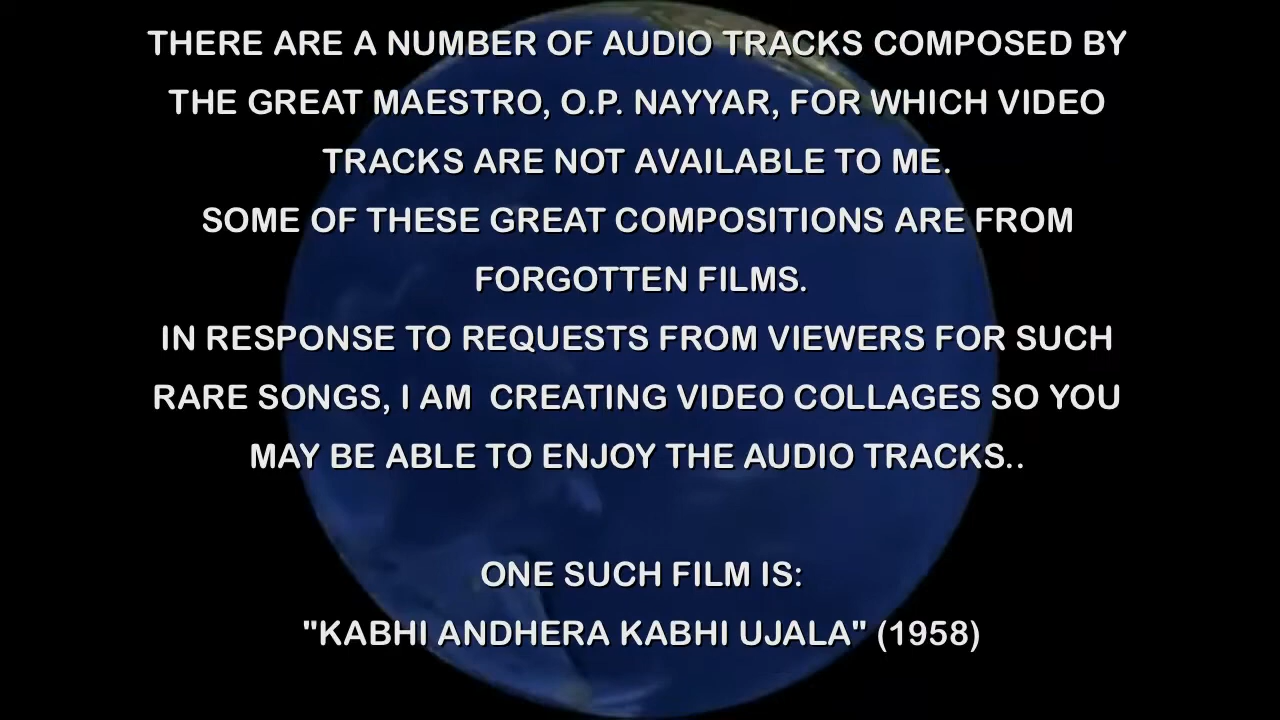 THERE ARE A NUMBER OF AUDIO TRACKS COMPOSED BY
THE GREAT MAESTRO, O.P. NAYYAR, FOR WHICH VIDEO
TRACKS ARE NOT AVAILABLE TO ME.
SOME OF THESE GREAT COMPOSITIONS ARE FROM
FORGOTTEN FILMS.
IN RESPONSE TO REQUESTS FROM VIEWERS FOR SUCH
RARE SONGS, I AM  CREATING VIDEO COLLAGES SO YOU
MAY BE ABLE TO ENJOY THE AUDIO TRACKS..
ONE SUCH FILM IS:
"KABHI ANDHERA KABHI UJALA" (1958)